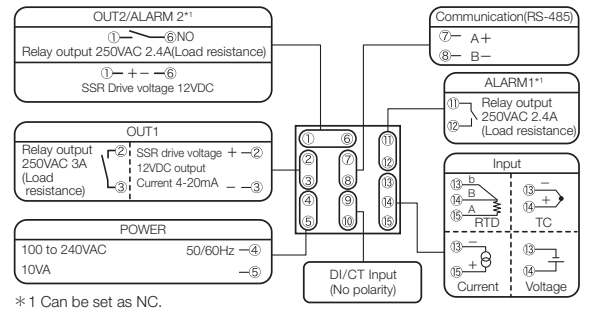 OUT2/ALARM 2*1
①— —⑥NO
Relay output 250VAC 2.4A(Load resistance)
①— + — —⑥
SSR Drive voltage 12VDC
Communication(RS-485)
⑦— A+
⑧— B−
ALARM1*1
⑪ Relay output
250VAC 2.4A
⑫ (Load resistance)
OUT1
Relay output
250VAC 3A
(Load
resistance)
②
③
SSR drive voltage + —②
12VDC output
Current 4-20mA − —③
① ⑥ ⑪
② ⑦ ⑫
③ ⑧ ⑬
④ ⑨ ⑭
⑤ ⑩ ⑮
Input
⑬ b
⑭ B
⑮ A
RTD
⑬ −
⑭ +
TC
⑬ −
⑮ +
Current
⑬
⑭
Voltage
POWER
100 to 240VAC 50/60Hz —④
10VA —⑤
DI/CT Input
(No polarity)
*1 Can be set as NC.